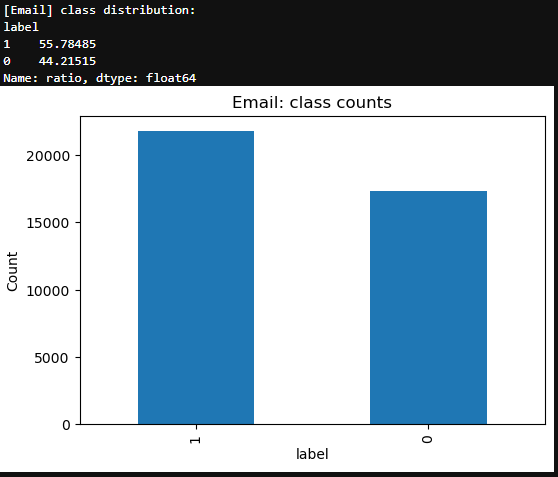 [Email] class distribution:
label
1    55.78485
0    44.21515
Name: ratio, dtype: float64
Email: class counts
20000
15000
10000
5000
0
Count
1
0
label